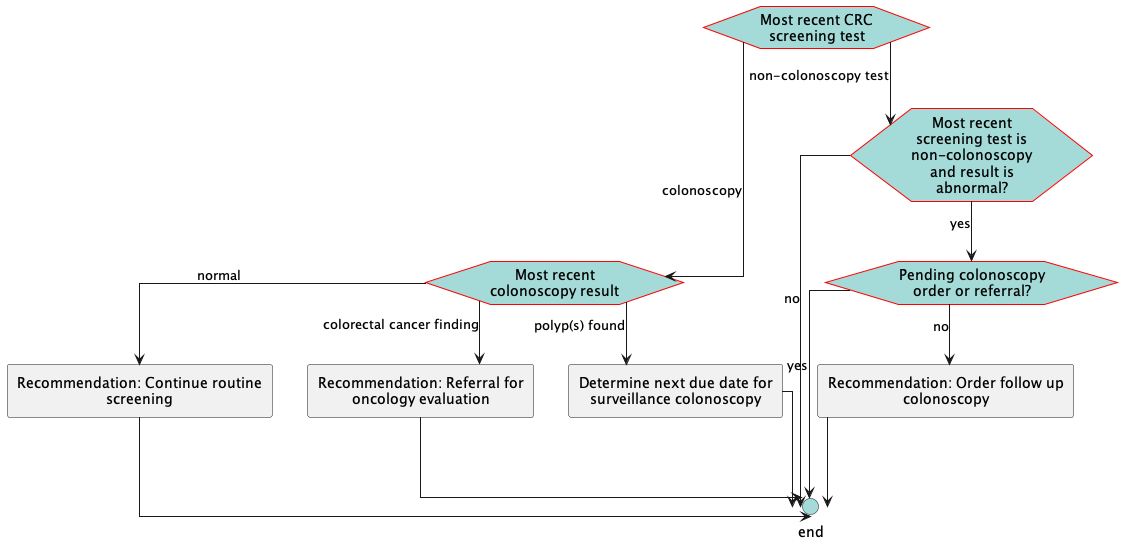 Most recent CRC
screening test
non-colonoscopy test
Most recent
screening test is
non-colonoscopy
and result is
abnormal?
colonoscopy
yes
Most recent
colonoscopy result
Pending colonoscopy
order or referral?
normal
no
colorectal cancer finding
polyp(s) found
no
yes
Recommendation: Continue routine
screening
Recommendation: Referral for
oncology evaluation
Determine next due date for
surveillance colonoscopy
Recommendation: Order follow up
colonoscopy
end